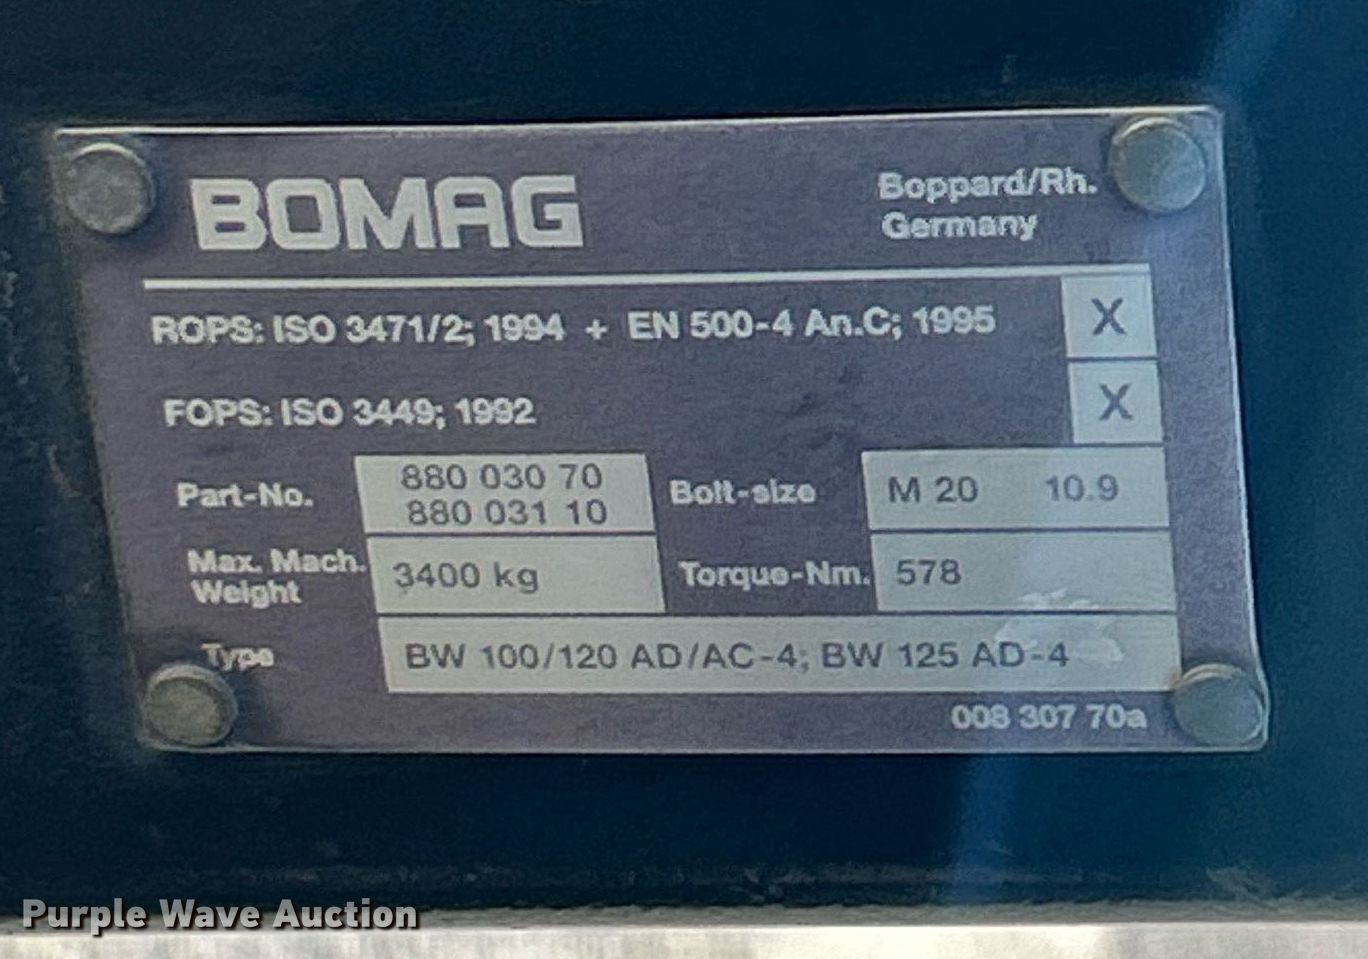 BOMAG
Boppard/Rh.
Germany
ROPS: ISO 3471/2; 1994 + EN 500-4 An.C; 1995 X
FOPS: ISO 3449; 1992 X
Part-No. 880 030 70
880 031 10
Bolt-size M 20 10.9
Max. Mach.
Weight 3400 kg
Torque-Nm. 578
Type BW 100/120 AD/AC-4; BW 125 AD-4
008 307 70a
Purple Wave Auction